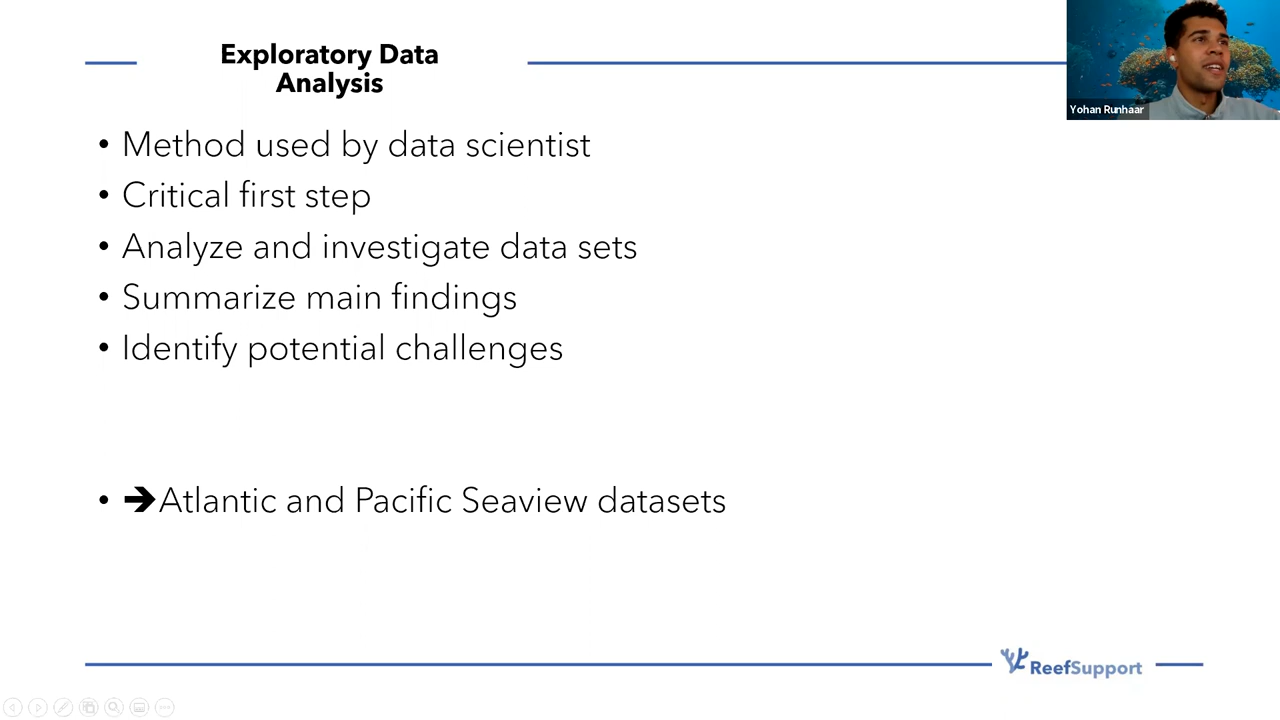 Exploratory Data
Analysis
Yohan Runhaar
• Method used by data scientist
• Critical first step
• Analyze and investigate data sets
• Summarize main findings
• Identify potential challenges
• ➔Atlantic and Pacific Seaview datasets
ReefSupport